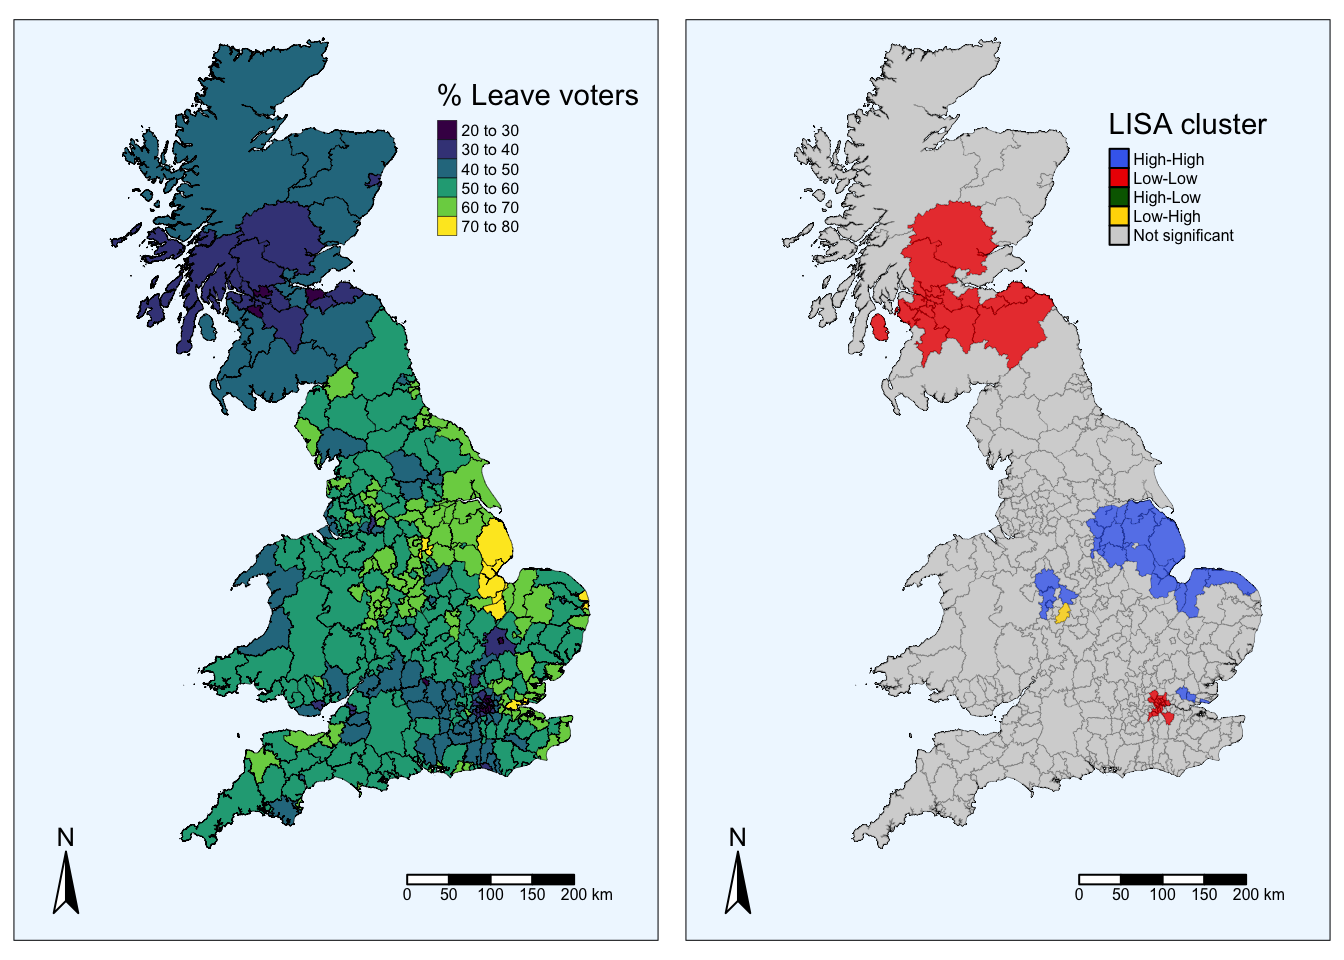 % Leave voters
20 to 30
30 to 40
40 to 50
50 to 60
60 to 70
70 to 80
N
0 50 100 150 200 km
LISA cluster
High-High
Low-Low
High-Low
Low-High
Not significant
N
0 50 100 150 200 km